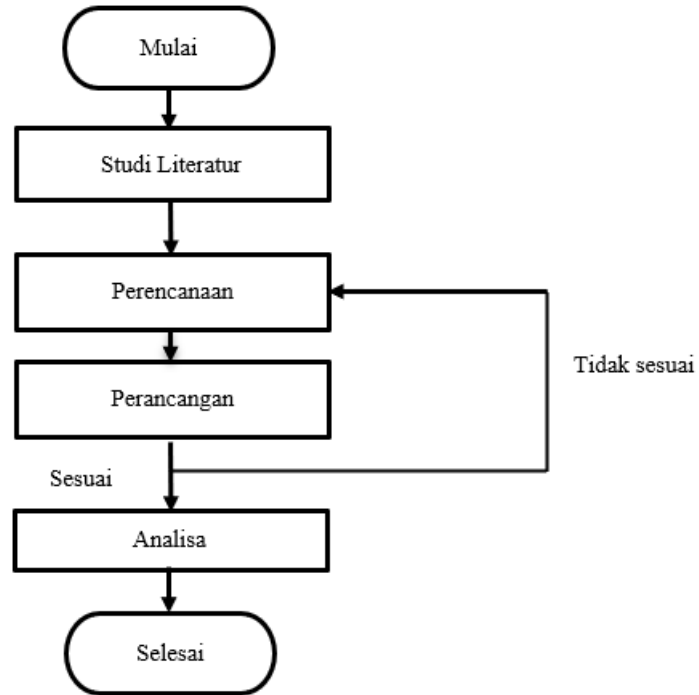 Mulai
Studi Literatur
Perencanaan
Tidak sesuai
Perancangan
Sesuai
Analisa
Selesai